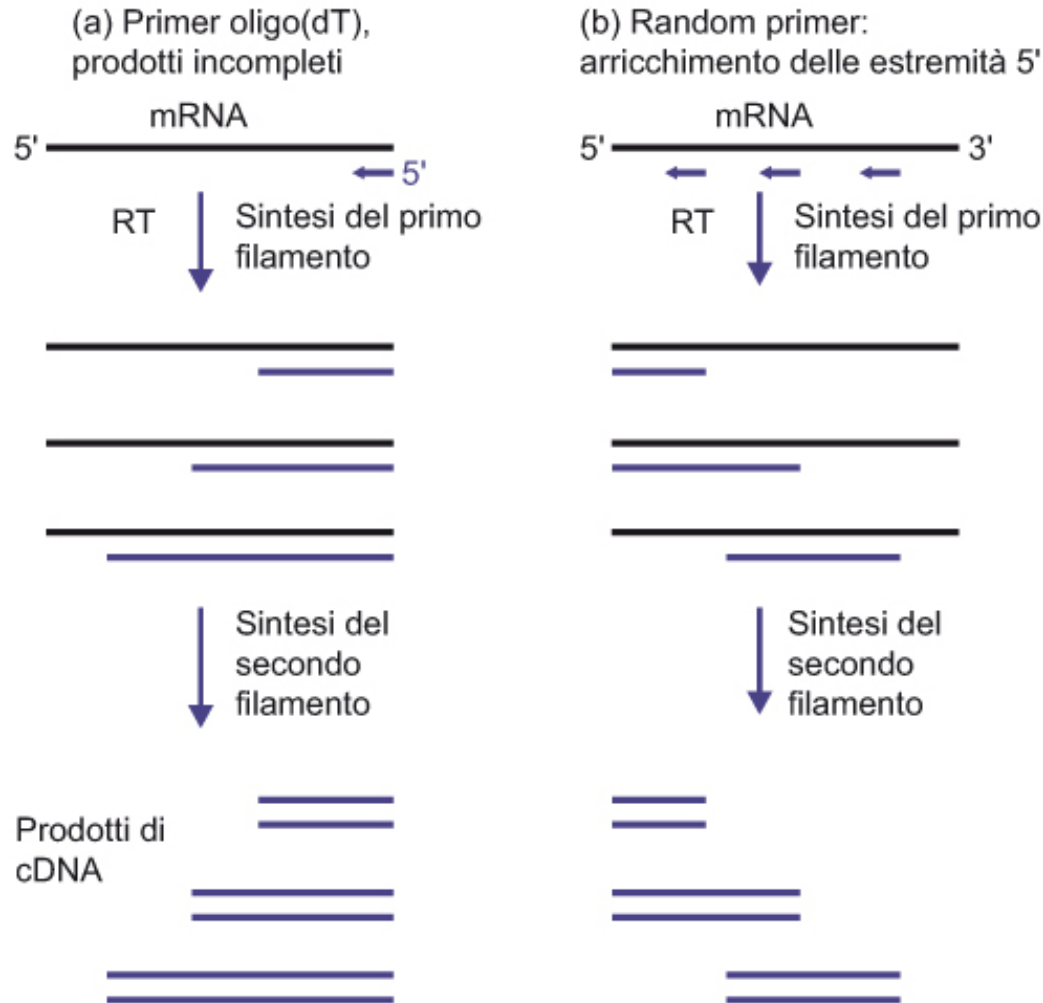 (a) Primer oligo(dT),
prodotti incompleti
mRNA
5'
5'
RT
Sintesi del primo
filamento
Sintesi del
secondo
filamento
Prodotti di
cDNA
(b) Random primer:
arricchimento delle estremità 5'
mRNA
5'
3'
RT
Sintesi del primo
filamento
Sintesi del
secondo
filamento